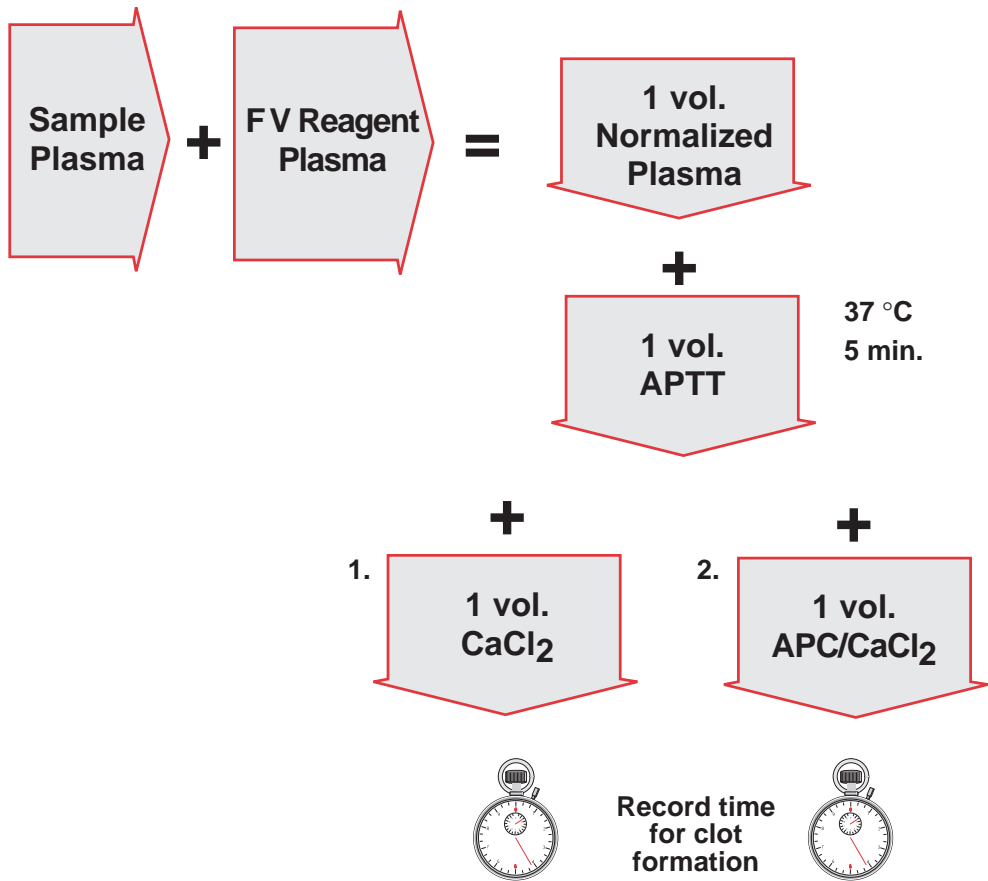 Sample
Plasma
+
FV Reagent
Plasma
=
1 vol.
Normalized
Plasma
+
1 vol.
APTT
37 °C
5 min.
+
+
1.
1 vol.
CaCl₂
2.
1 vol.
APC/CaCl₂
Record time
for clot
formation